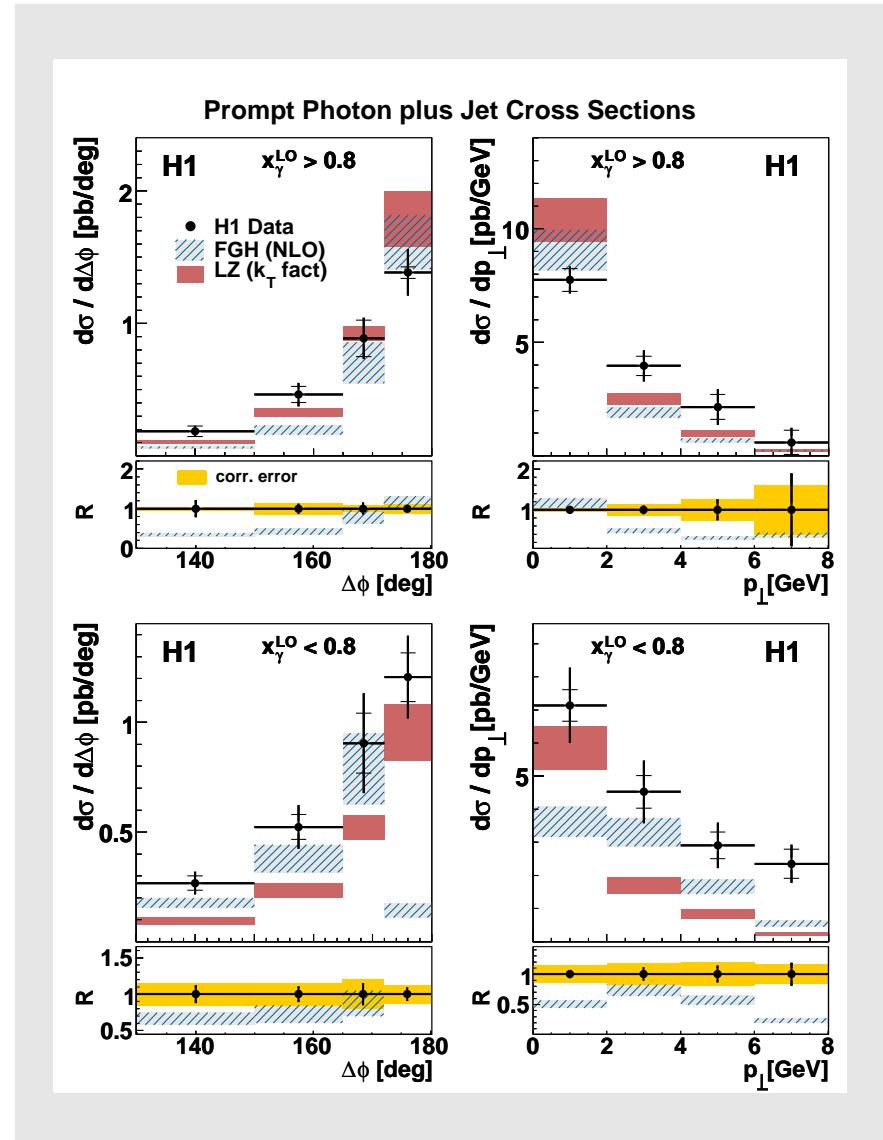 Prompt Photon plus Jet Cross Sections
H1 x_γ^LO > 0.8
dσ / dΔϕ [pb/deg]
2
1
H1 Data
FGH (NLO)
LZ (k_T fact)
corr. error
R
2
1
0
140 160 180
Δϕ [deg]
x_γ^LO > 0.8 H1
dσ / dp_⊥ [pb/GeV]
10
5
R
2
1
0 2 4 6 8
p_⊥[GeV]
H1 x_γ^LO < 0.8
dσ / dΔϕ [pb/deg]
1
0.5
R
1.5
1
0.5
140 160 180
Δϕ [deg]
x_γ^LO < 0.8 H1
dσ / dp_⊥ [pb/GeV]
5
R
1
0.5
0 2 4 6 8
p_⊥[GeV]